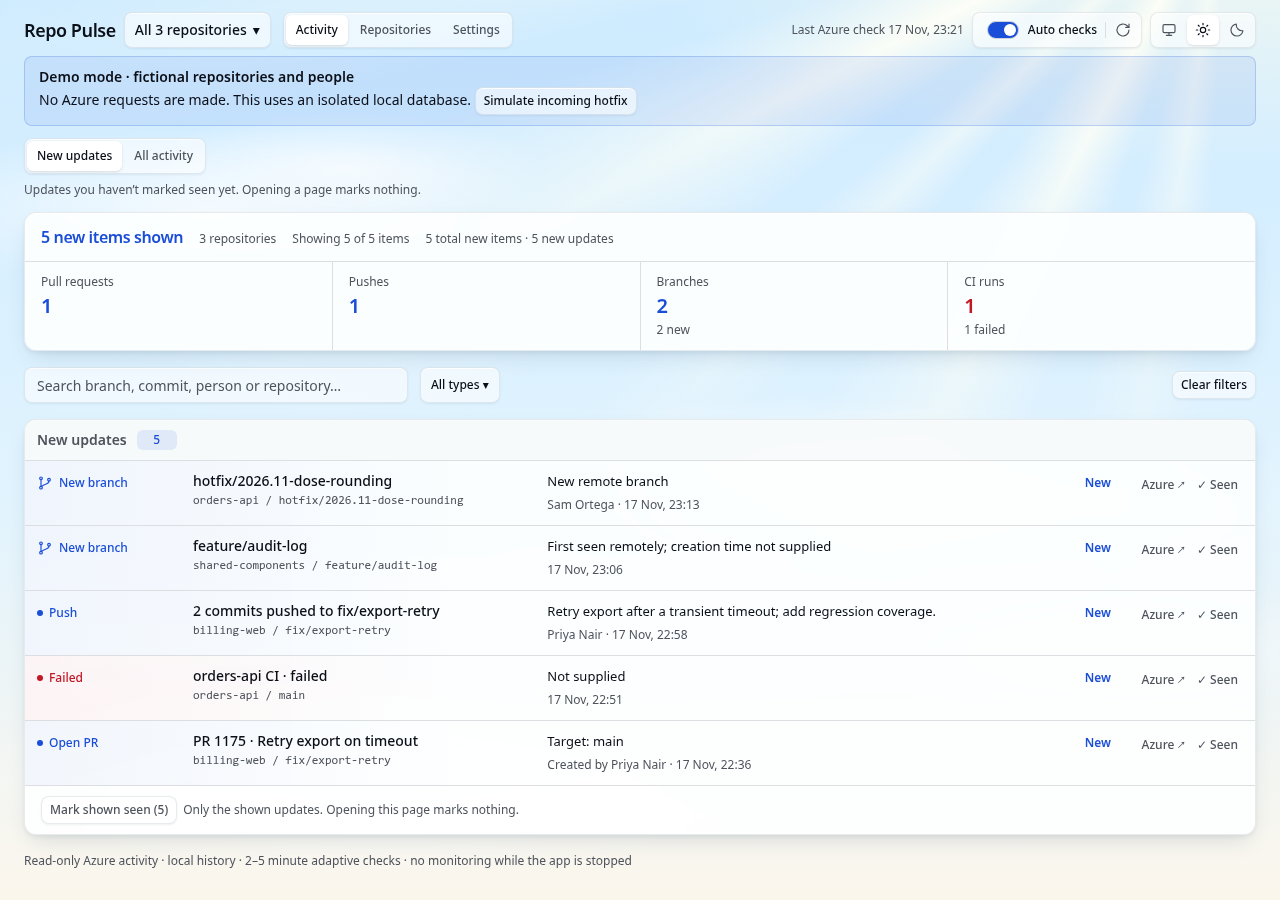 Repo Pulse All 3 repositories ▾ Activity Repositories Settings Last Azure check 17 Nov, 23:21 Auto checks
Demo mode · fictional repositories and people
No Azure requests are made. This uses an isolated local database. Simulate incoming hotfix
New updates All activity
Updates you haven’t marked seen yet. Opening a page marks nothing.
5 new items shown 3 repositories Showing 5 of 5 items 5 total new items · 5 new updates
Pull requests Pushes Branches CI runs
1 1 2 1
2 new 1 failed
Search branch, commit, person or repository... All types ▾ Clear filters
New updates 5
New branch hotfix/2026.11-dose-rounding New remote branch New Azure ↗ ✓ Seen
orders-api / hotfix/2026.11-dose-rounding Sam Ortega · 17 Nov, 23:13
New branch feature/audit-log First seen remotely; creation time not supplied New Azure ↗ ✓ Seen
shared-components / feature/audit-log 17 Nov, 23:06
Push 2 commits pushed to fix/export-retry Retry export after a transient timeout; add regression coverage. New Azure ↗ ✓ Seen
billing-web / fix/export-retry Priya Nair · 17 Nov, 22:58
Failed orders-api CI · failed Not supplied New Azure ↗ ✓ Seen
orders-api / main 17 Nov, 22:51
Open PR PR 1175 · Retry export on timeout Target: main New Azure ↗ ✓ Seen
billing-web / fix/export-retry Created by Priya Nair · 17 Nov, 22:36
Mark shown seen (5) Only the shown updates. Opening this page marks nothing.
Read-only Azure activity · local history · 2–5 minute adaptive checks · no monitoring while the app is stopped